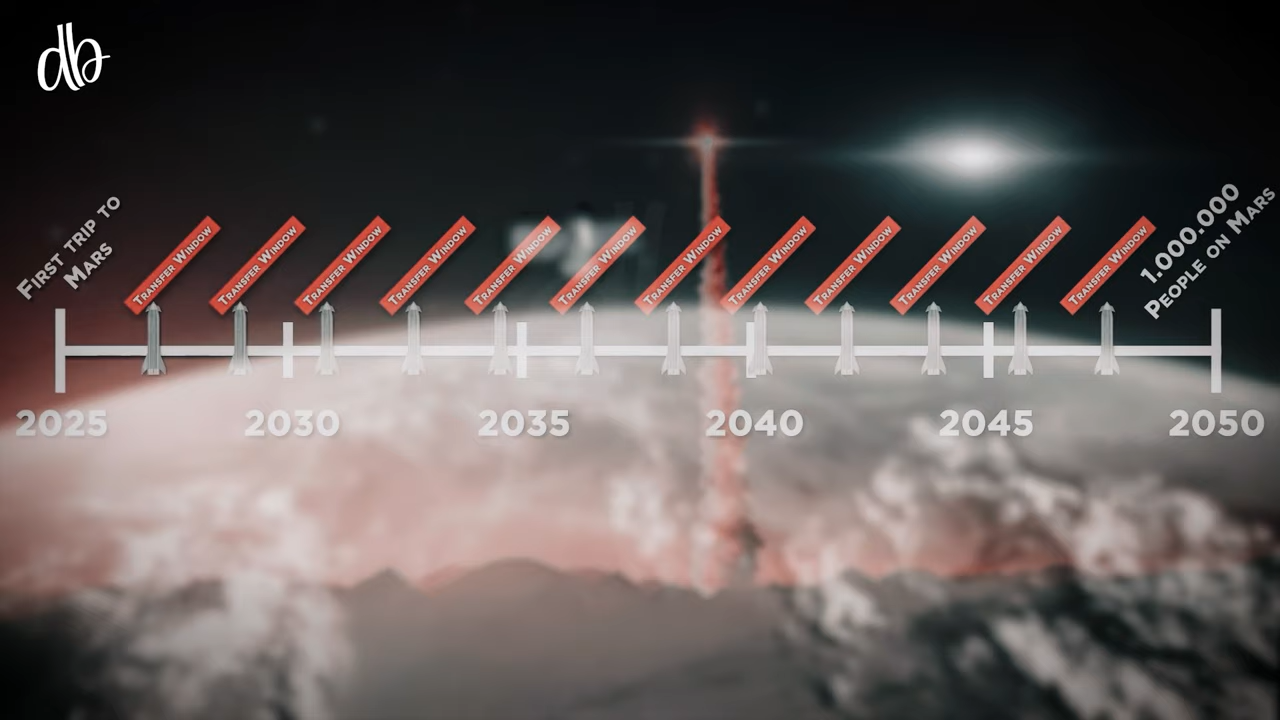 db
First trip to
Mars
Transfer Window
Transfer Window
Transfer Window
Transfer Window
Transfer Window
Transfer Window
Transfer Window
Transfer Window
Transfer Window
Transfer Window
Transfer Window
Transfer Window
1.000.000
People on Mars
2025
2030
2035
2040
2045
2050